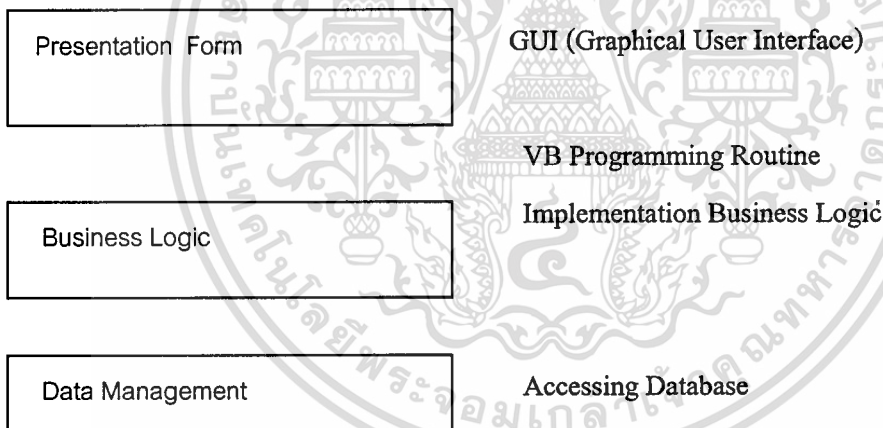 Presentation Form
GUI (Graphical User Interface)
VB Programming Routine
Implementation Business Logic
Business Logic
Data Management
Accessing Database